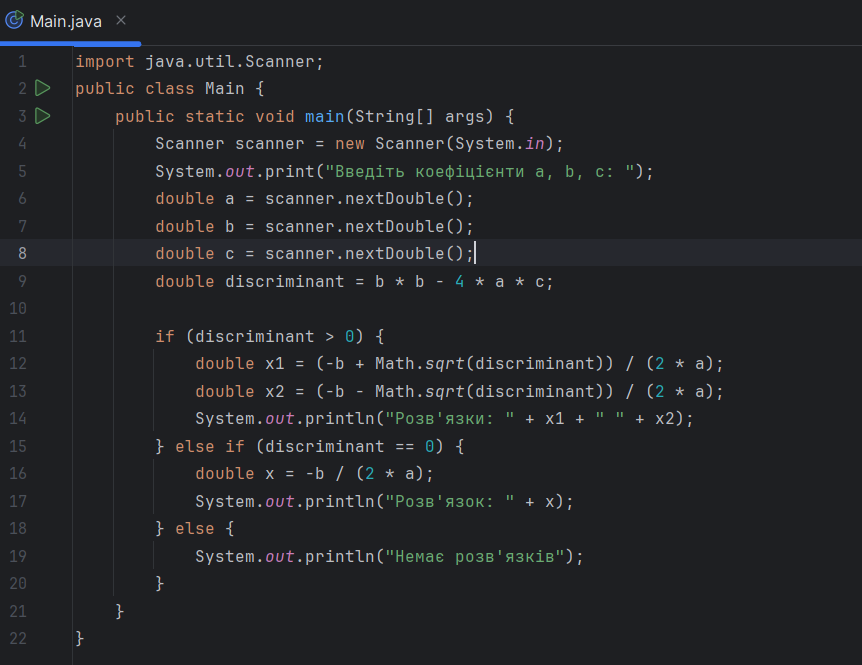 Main.java
1 import java.util.Scanner;
2 public class Main {
3 public static void main(String[] args) {
4 Scanner scanner = new Scanner(System.in);
5 System.out.print("Введіть коефіцієнти a, b, c: ");
6 double a = scanner.nextDouble();
7 double b = scanner.nextDouble();
8 double c = scanner.nextDouble();
9 double discriminant = b * b - 4 * a * c;
10
11 if (discriminant > 0) {
12 double x1 = (-b + Math.sqrt(discriminant)) / (2 * a);
13 double x2 = (-b - Math.sqrt(discriminant)) / (2 * a);
14 System.out.println("Розв'язки: " + x1 + " " + x2);
15 } else if (discriminant == 0) {
16 double x = -b / (2 * a);
17 System.out.println("Розв'язок: " + x);
18 } else {
19 System.out.println("Немає розв'язків");
20 }
21 }
22 }